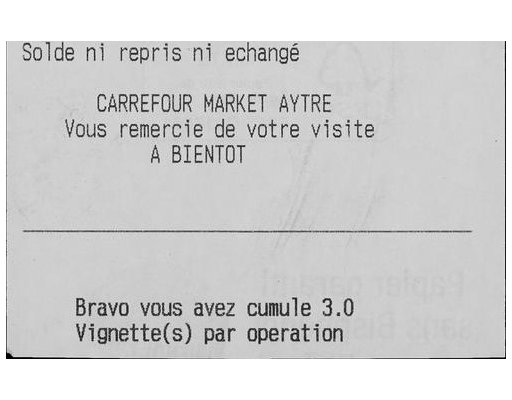 Solde ni repris ni echangé
CARREFOUR MARKET AYTRE
Vous remercie de votre visite
A BIENTOT
Bravo vous avez cumule 3.0
Vignette(s) par operation